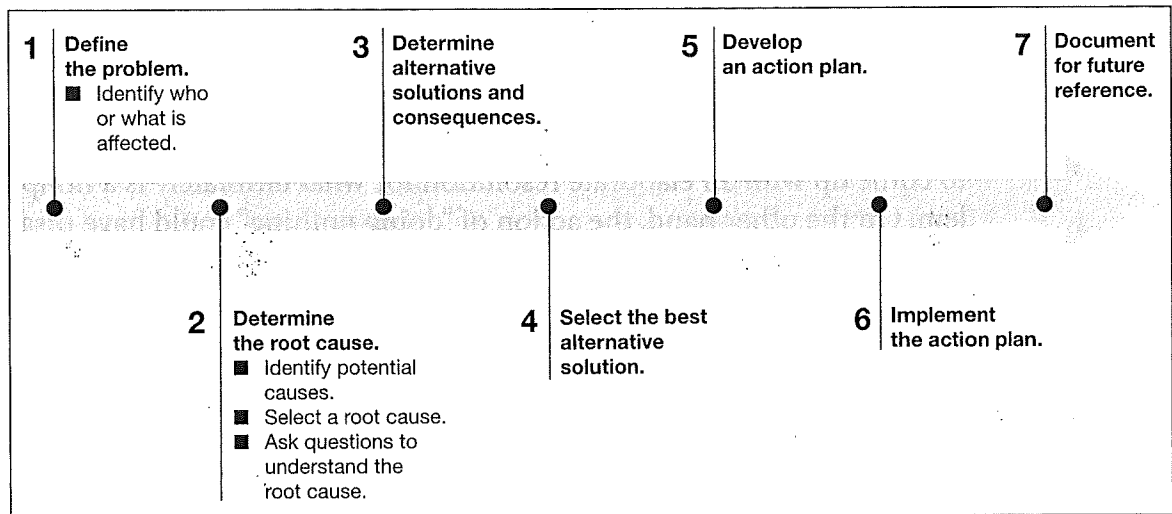 1 Define
the problem.
■ Identify who
or what is
affected.
2 Determine
the root cause.
■ Identify potential
causes.
■ Select a root cause.
■ Ask questions to
understand the
root cause.
3 Determine
alternative
solutions and
consequences.
4 Select the best
alternative
solution.
5 Develop
an action plan.
6 Implement
the action plan.
7 Document
for future
reference.